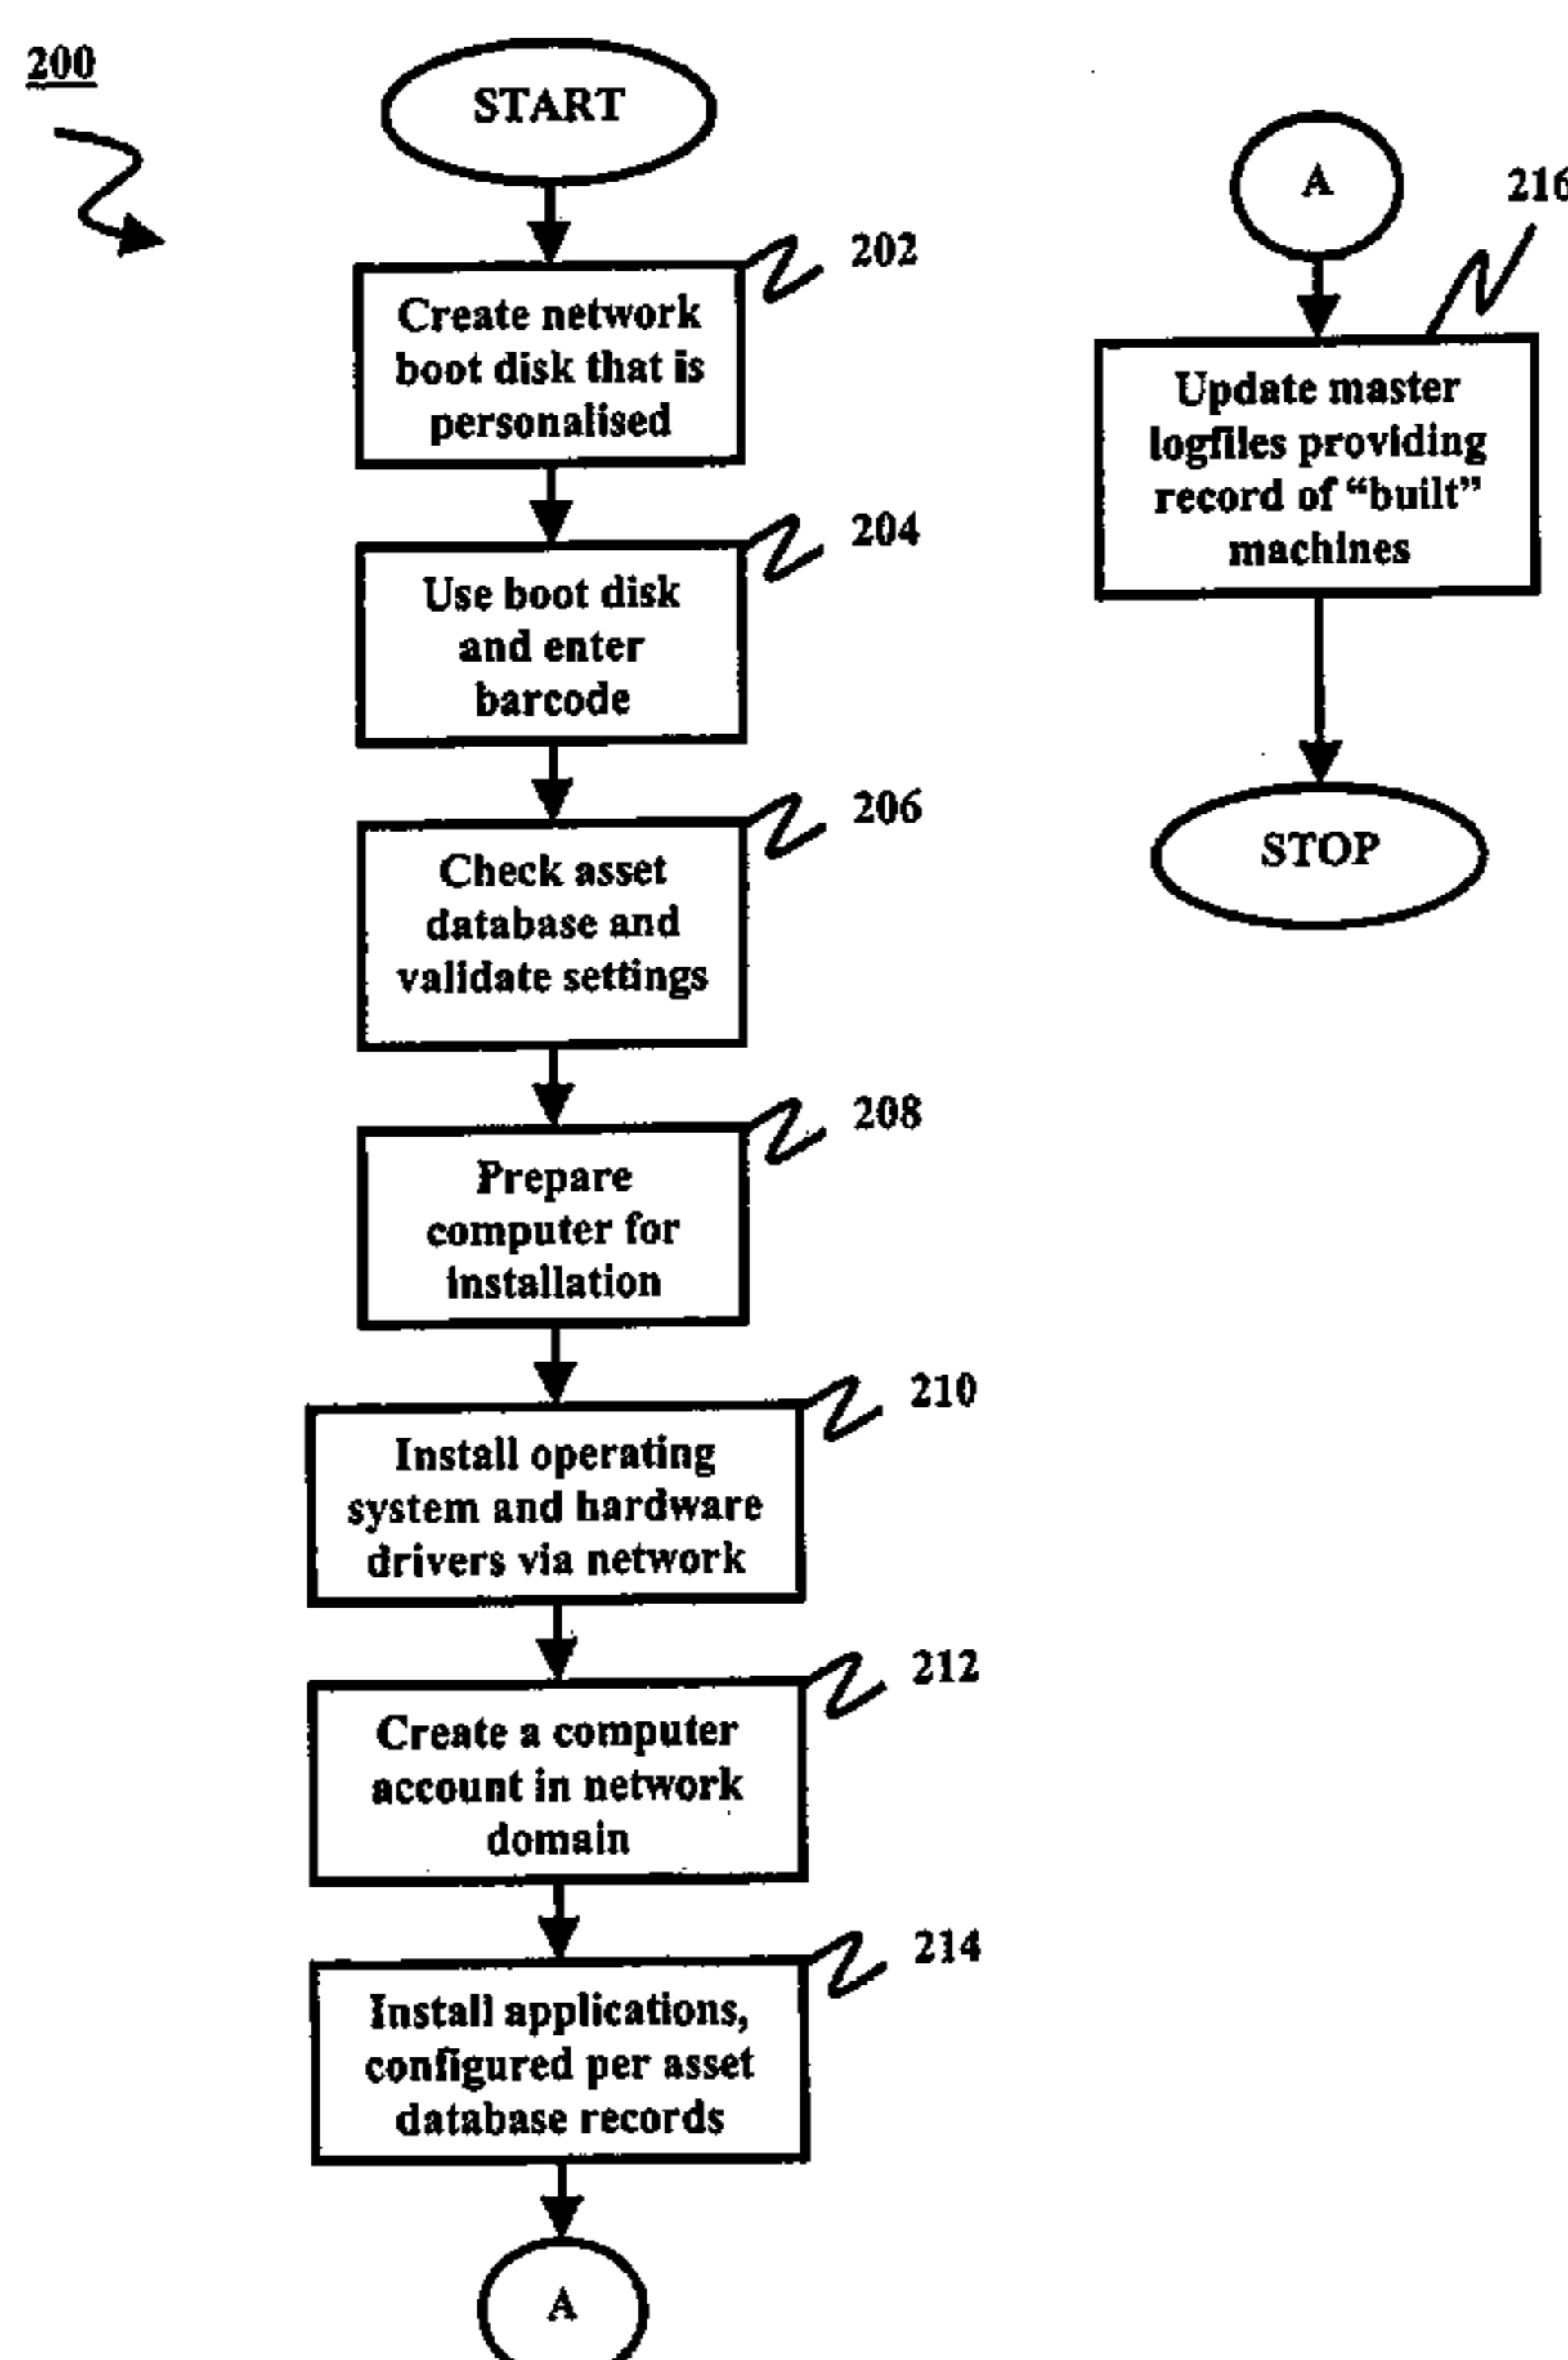 200
START
202
Create network
boot disk that is
personalised
204
Use boot disk
and enter
barcode
206
Check asset
database and
validate settings
208
Prepare
computer for
installation
210
Install operating
system and hardware
drivers via network
212
Create a computer
account in network
domain
214
Install applications,
configured per asset
database records
A
A
216
Update master
logfiles providing
record of “built”
machines
STOP